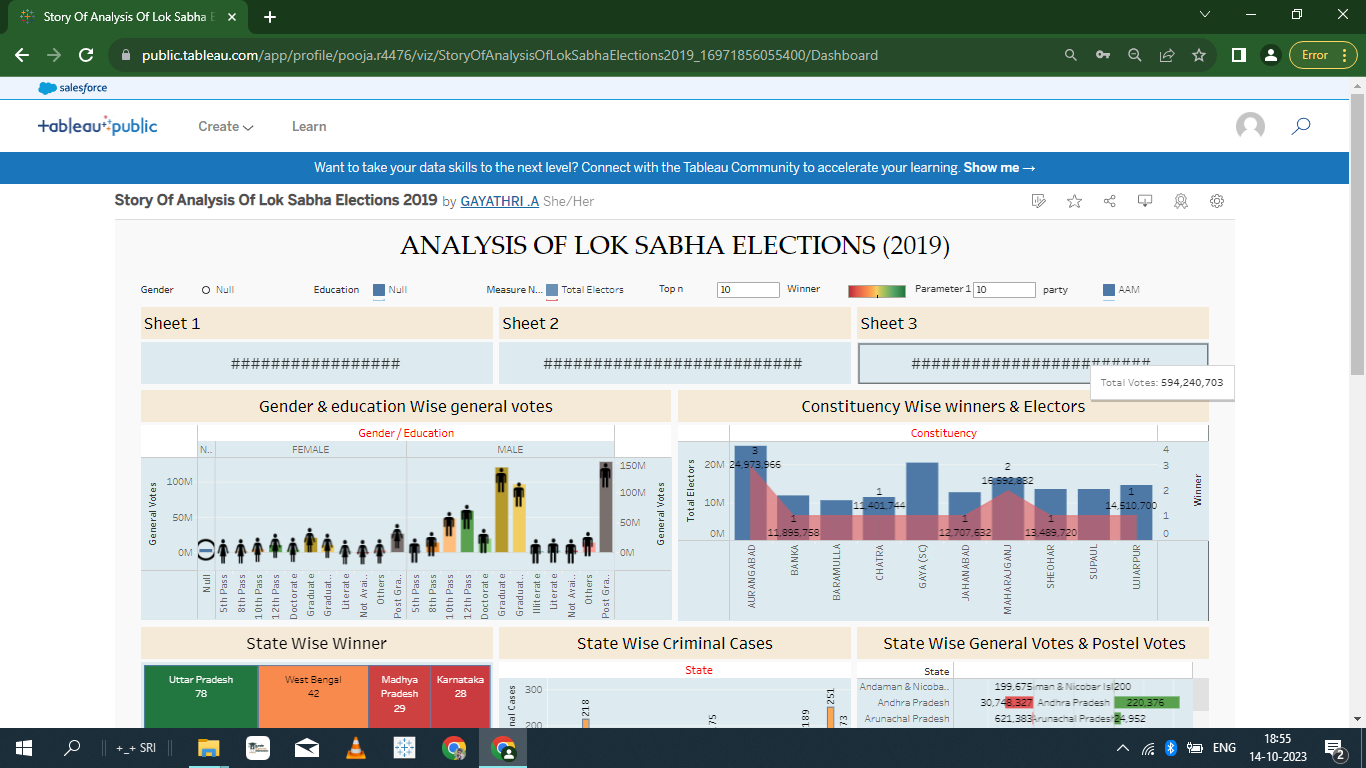 Story Of Analysis Of Lok Sabha E
public.tableau.com/app/profile/pooja.r4476/viz/StoryOfAnalysisOfLokSabhaElections2019_16971856055400/Dashboard
Error
salesforce
+ableau+public
Create
Learn
Want to take your data skills to the next level? Connect with the Tableau Community to accelerate your learning. Show me →
Story Of Analysis Of Lok Sabha Elections 2019 by GAYATHRI .A She/Her
ANALYSIS OF LOK SABHA ELECTIONS (2019)
Gender Null Education Null Measure N... Total Electors Top n 10 Winner Parameter 1 10 party AAM
Sheet 1 Sheet 2 Sheet 3
################# ########################## ########################
Total Votes: 594,240,703
Gender & education Wise general votes
Gender / Education
N.. FEMALE MALE
General Votes
100M
50M
0M
150M
100M
50M
0M
General Votes
Null
5th Pass
8th Pass
10th Pass
12th Pass
Doctorate
Graduate
Graduat..
Literate
Not Avai..
Others
Post Gra..
5th Pass
8th Pass
10th Pass
12th Pass
Doctorate
Graduate
Graduat..
Illiterate
Literate
Not Avai..
Others
Post Gra..
Constituency Wise winners & Electors
Constituency
Total Electors
20M
10M
0M
3
24,973,966
1
11,895,758
1
11,401,744
1
12,707,632
2
16,592,882
1
13,489,720
1
14,510,700
4
3
2
1
0
Winner
AURANGABAD
BANKA
BARAMULLA
CHATRA
GAYA (SC)
JAHANABAD
MAHARAJGANJ
SHEOHAR
SUPAUL
UJIARPUR
State Wise Winner
Uttar Pradesh
78
West Bengal
42
Madhya
Pradesh
29
Karnataka
28
State Wise Criminal Cases
State
nal Cases
300
200
218
75
189
251
73
State Wise General Votes & Postel Votes
State
Andaman & Nicoba.. 199,675 man & Nicobar Isl 200
Andhra Pradesh 30,748,327 Andhra Pradesh 220,376
Arunachal Pradesh 621,383 Arunachal Pradesh 24,952
+_+ SRI
ENG
18:55
14-10-2023
2